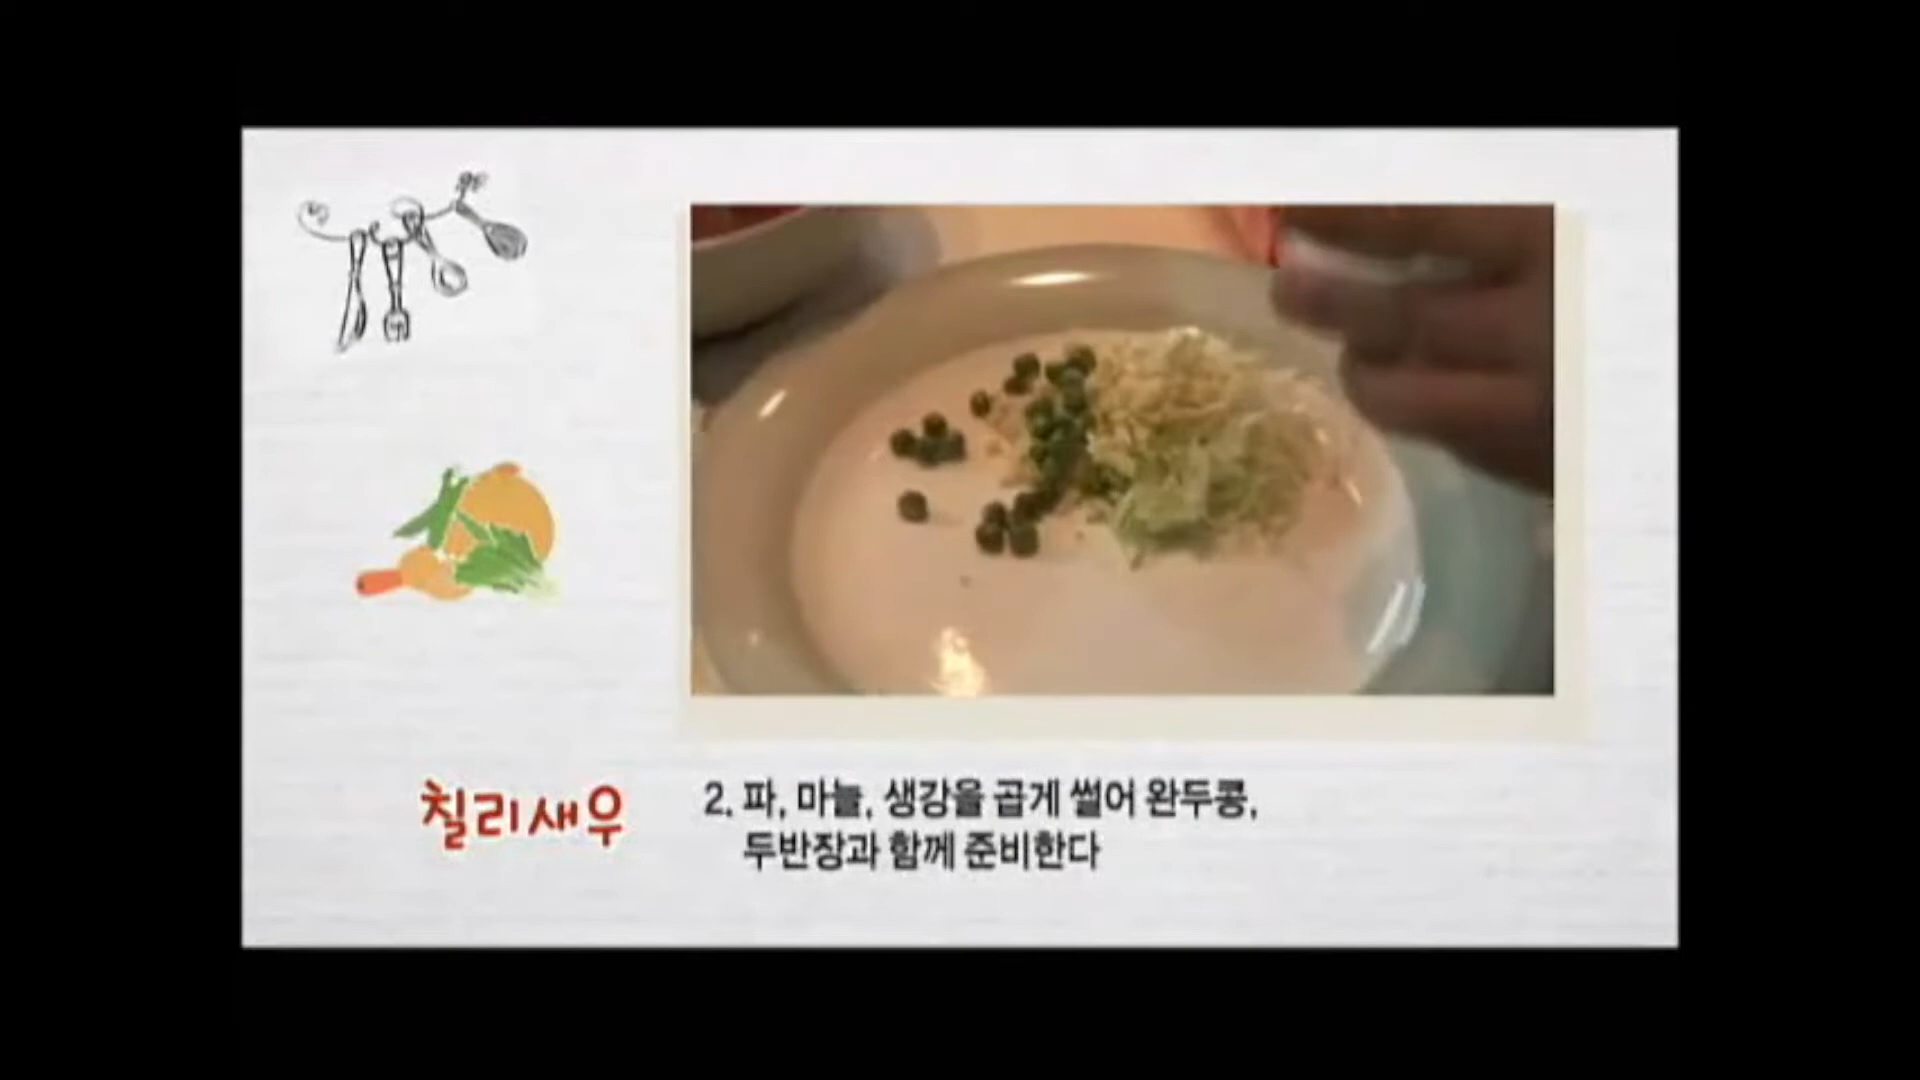 칠리새우
2. 파, 마늘, 생강을 곱게 썰어 완두콩,
두반장과 함께 준비한다